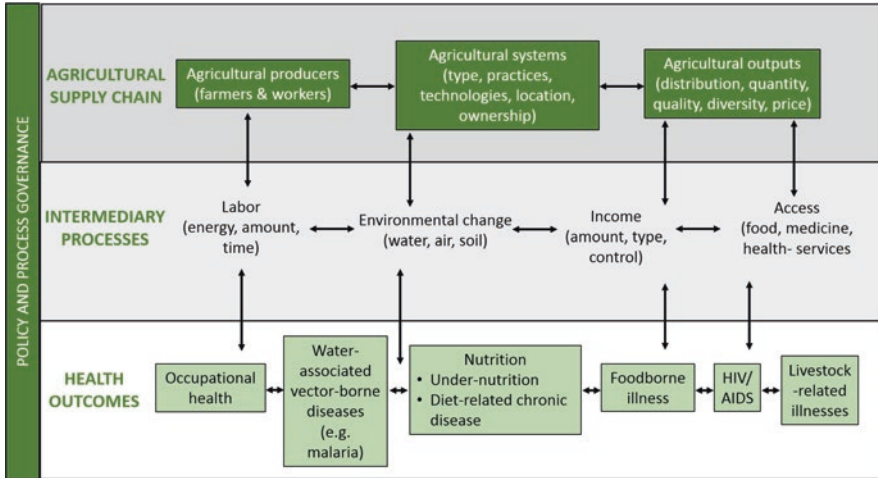 POLICY AND PROCESS GOVERNANCE
AGRICULTURAL
SUPPLY CHAIN
Agricultural producers
(farmers & workers)
Agricultural systems
(type, practices,
technologies, location,
ownership)
Agricultural outputs
(distribution, quantity,
quality, diversity, price)
INTERMEDIARY
PROCESSES
Labor
(energy, amount,
time)
Environmental change
(water, air, soil)
Income
(amount, type,
control)
Access
(food, medicine,
health- services
HEALTH
OUTCOMES
Occupational
health
Water-
associated
vector-borne
diseases
(e.g.
malaria)
Nutrition
• Under-nutrition
• Diet-related chronic
disease
Foodborne
illness
HIV/
AIDS
Livestock
-related
illnesses